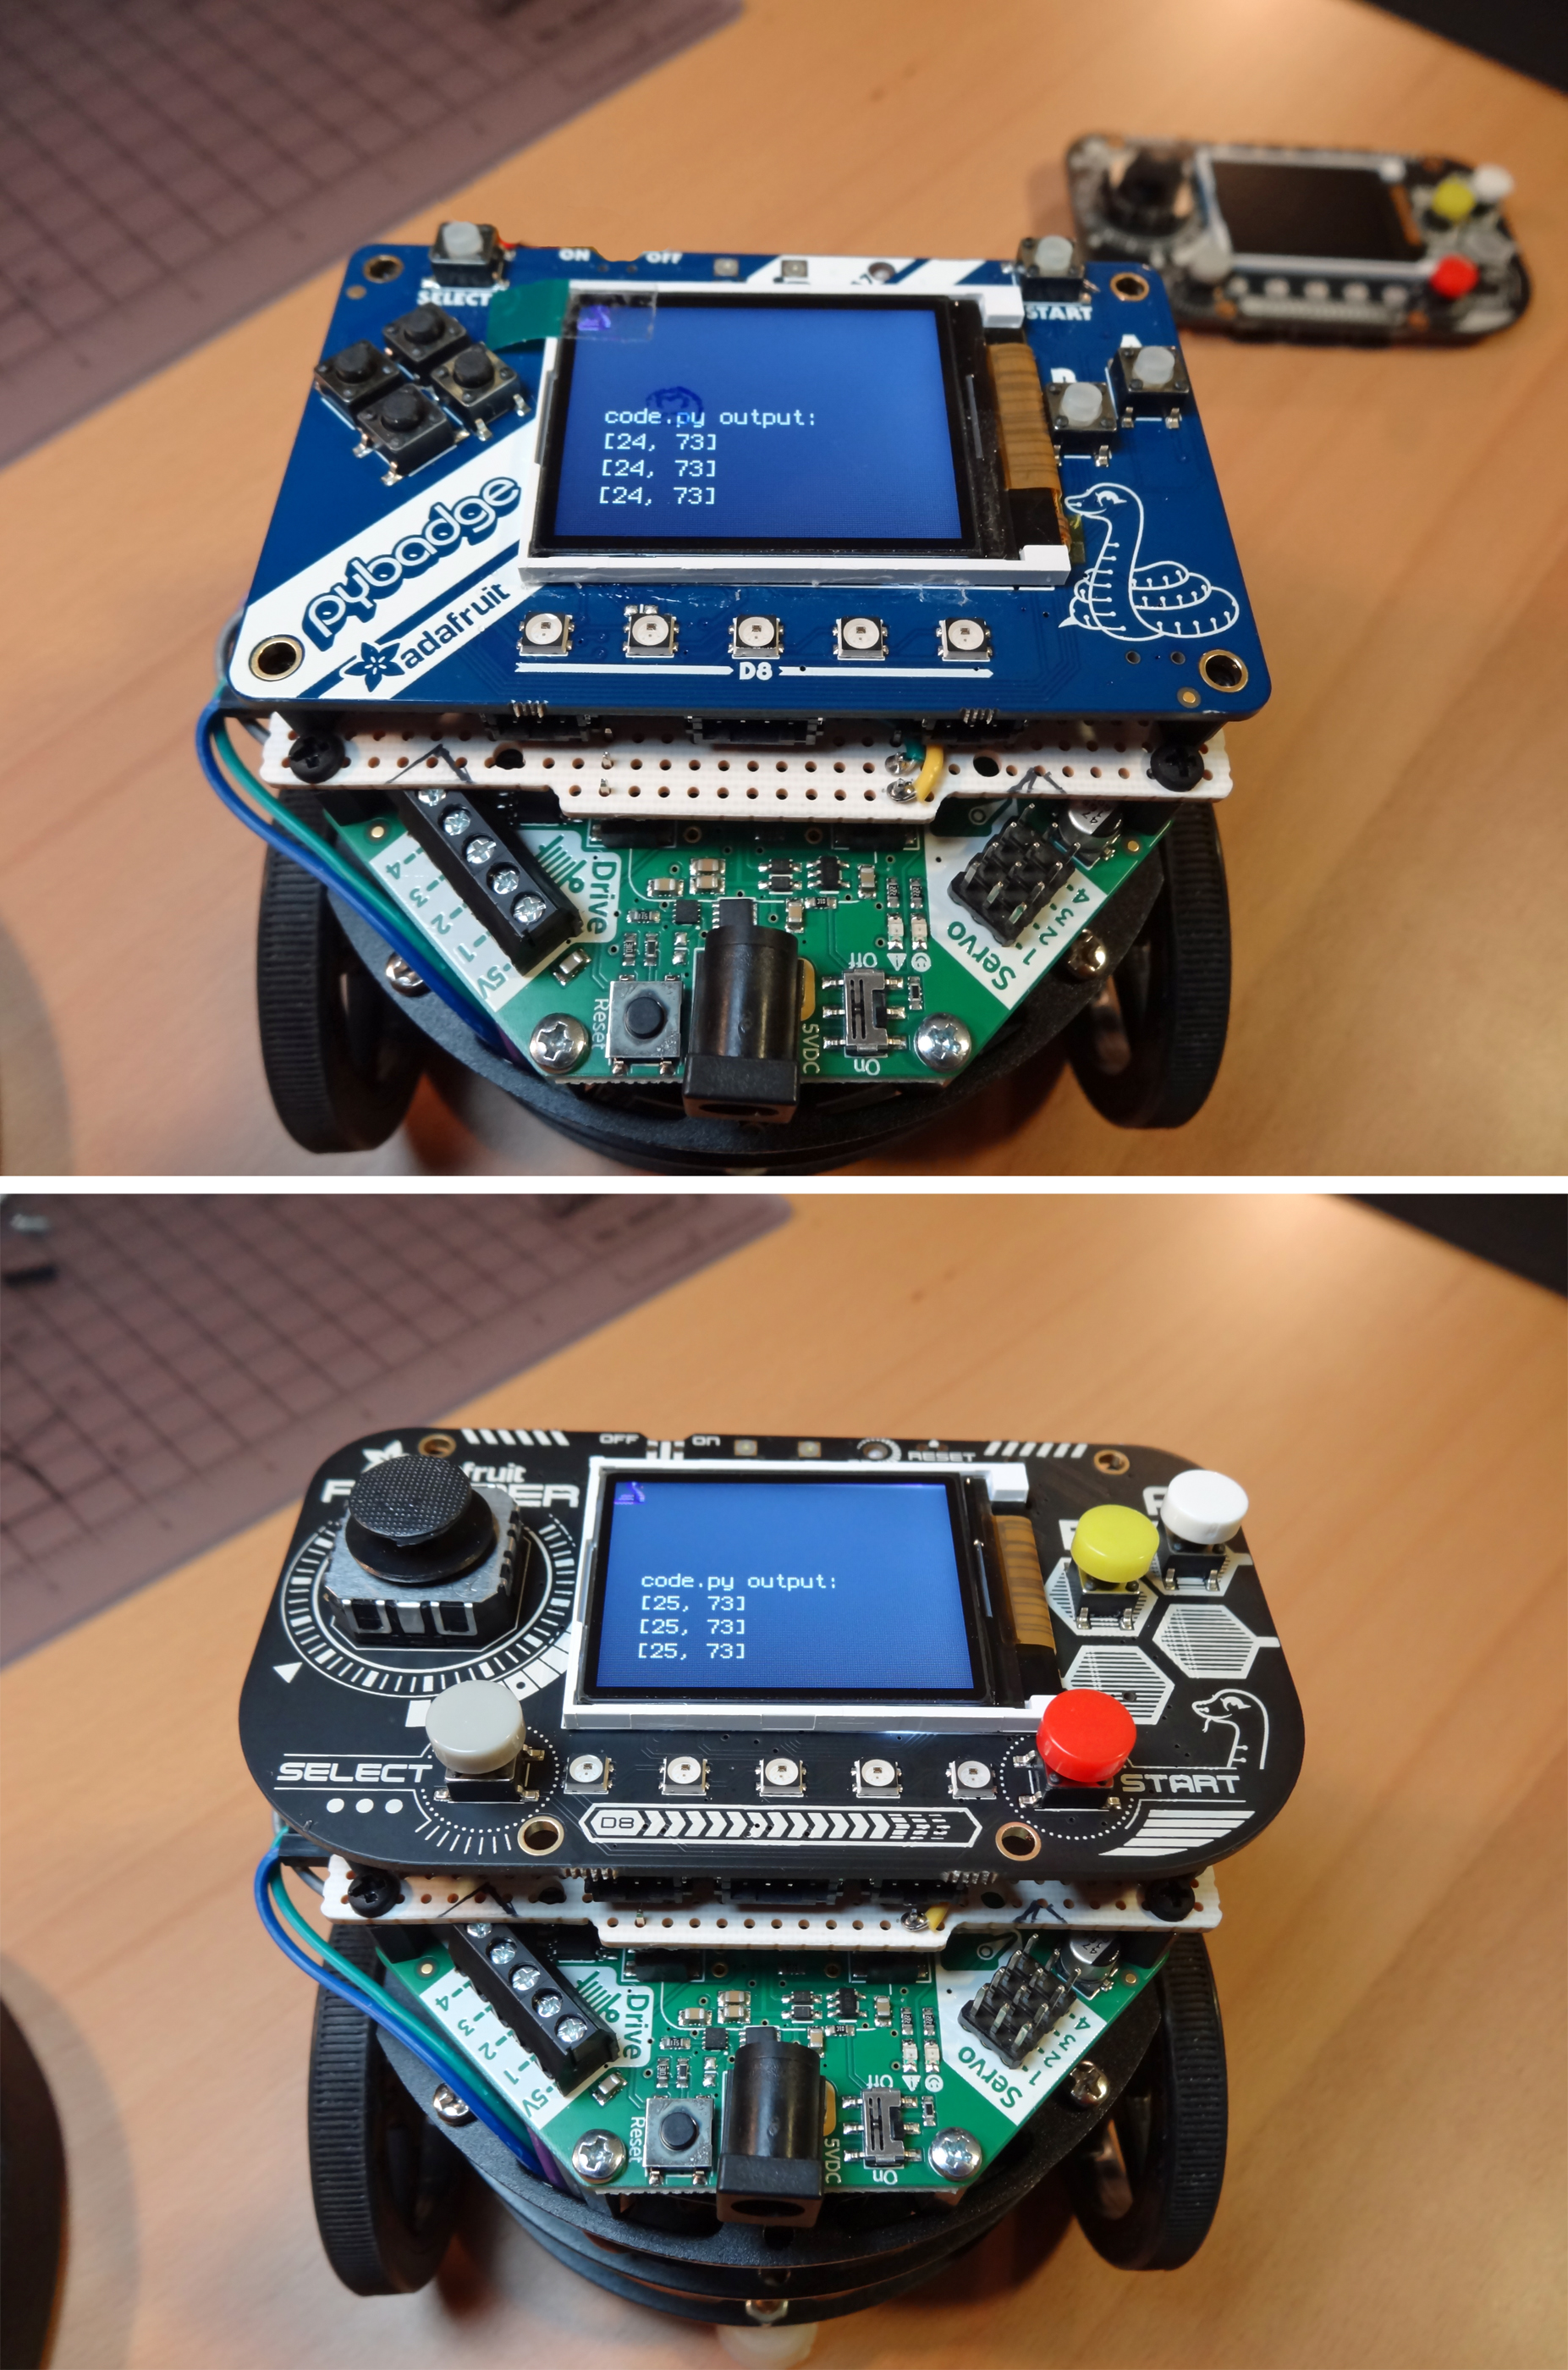 ON OFF
SELECT
START
code.py output:
[24, 73]
[24, 73]
[24, 73]
pybadge
adafruit
D8
Drive
4
3
2
1
5V
Servo
4
3
2
1
Reset
5VDC
Off
On
OFF ON
RESET
code.py output:
[25, 73]
[25, 73]
[25, 73]
SELECT
START
D8
Drive
4
3
2
1
5V
Servo
4
3
2
1
Reset
5VDC
Off
On